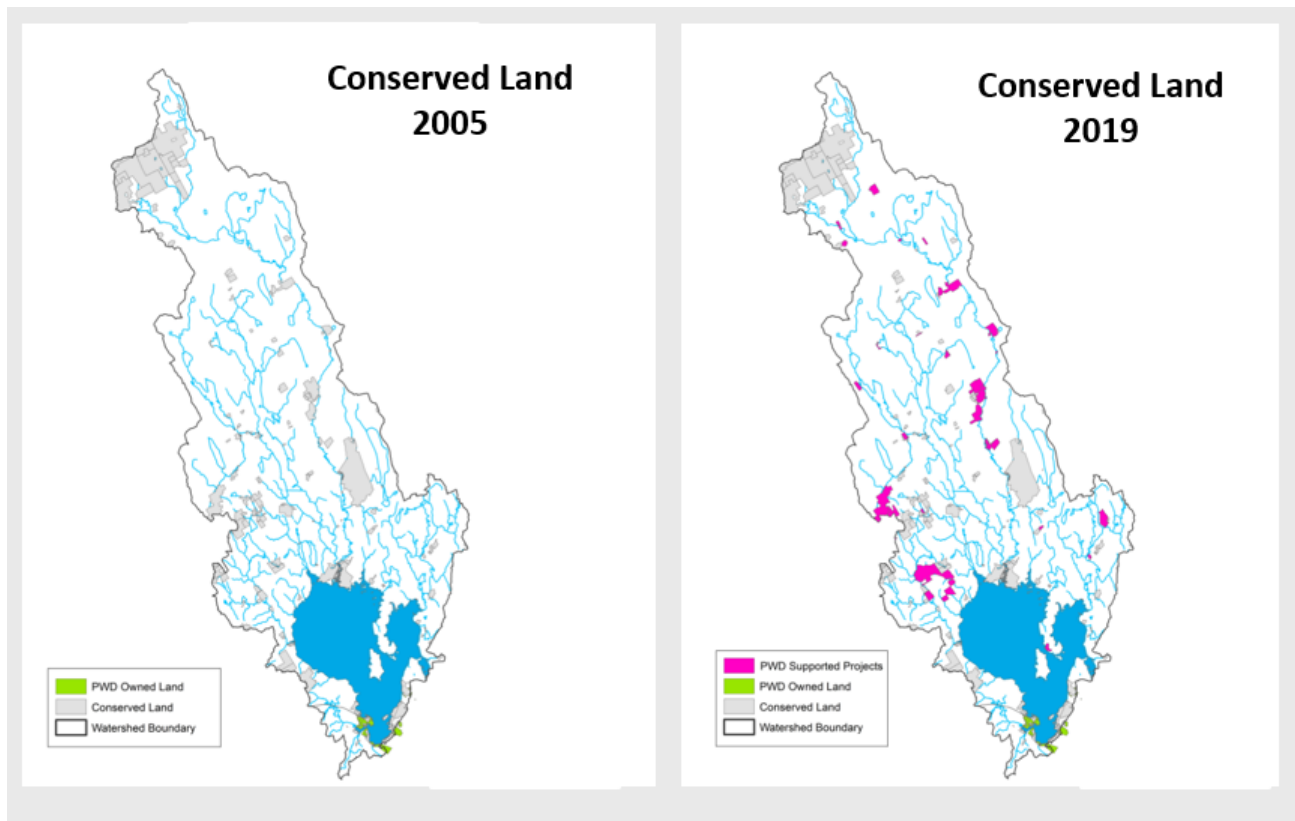 Conserved Land
2005
PWD Owned Land
Conserved Land
Watershed Boundary
Conserved Land
2019
PWD Supported Projects
PWD Owned Land
Conserved Land
Watershed Boundary